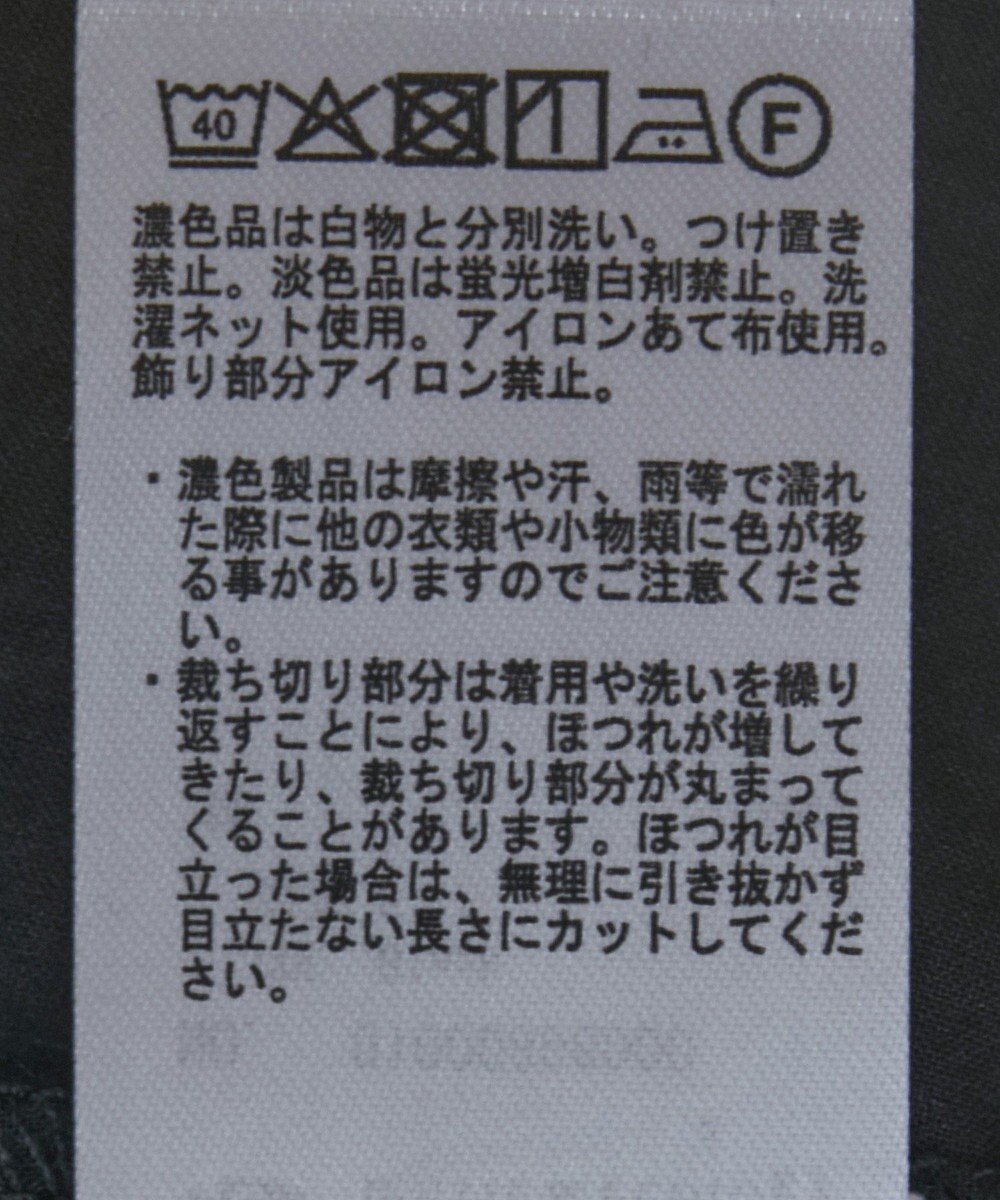 40 F
濃色品は白物と分別洗い。つけ置き
禁止。淡色品は蛍光増白剤禁止。洗
濯ネット使用。アイロンあて布使用。
飾り部分アイロン禁止。
・濃色製品は摩擦や汗、雨等で濡れ
た際に他の衣類や小物類に色が移
る事がありますのでご注意くださ
い。
・裁ち切り部分は着用や洗いを繰り
返すことにより、ほつれが増して
きたり、裁ち切り部分が丸まって
くることがあります。ほつれが目
立った場合は、無理に引き抜かず
目立たない長さにカットしてくだ
さい。